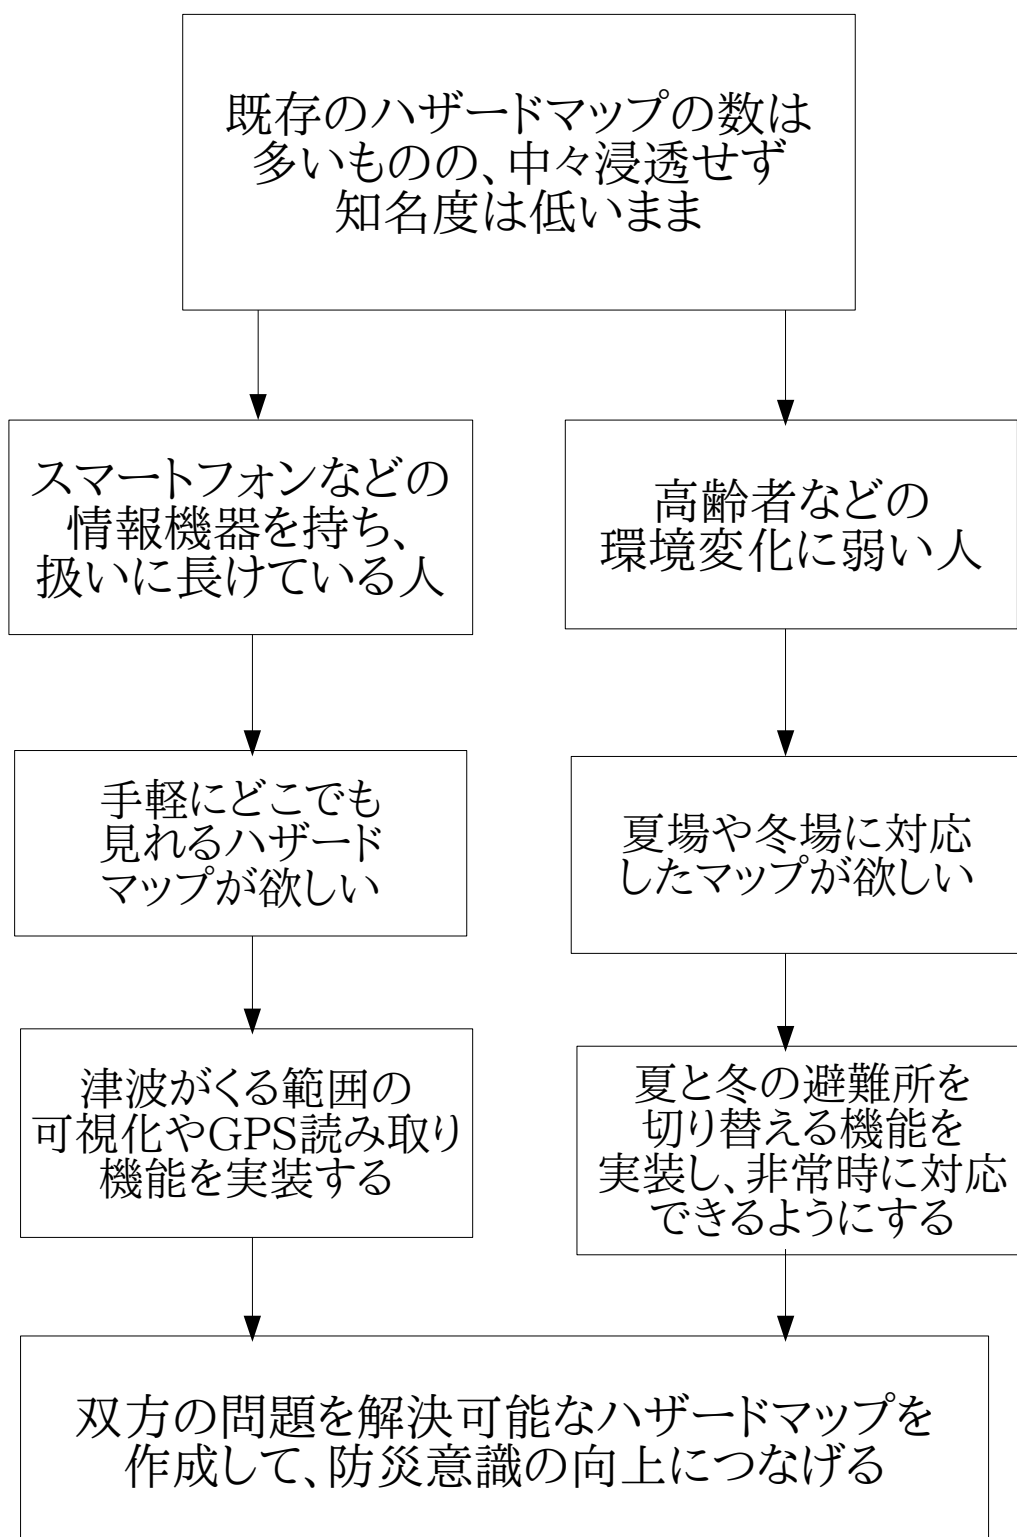 既存のハザードマップの数は
多いものの、中々浸透せず
知名度は低いまま
スマートフォンなどの
情報機器を持ち、
扱いに長けている人
高齢者などの
環境変化に弱い人
手軽にどこでも
見れるハザード
マップが欲しい
夏場や冬場に対応
したマップが欲しい
津波がくる範囲の
可視化やGPS読み取り
機能を実装する
夏と冬の避難所を
切り替える機能を
実装し、非常時に対応
できるようにする
双方の問題を解決可能なハザードマップを
作成して、防災意識の向上につなげる